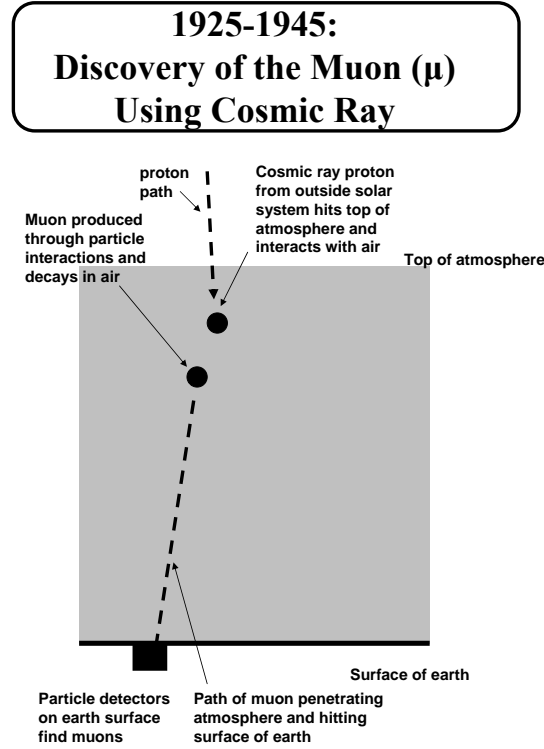 1925-1945:
Discovery of the Muon (μ)
Using Cosmic Ray
proton
path
Cosmic ray proton
from outside solar
system hits top of
atmosphere and
interacts with air
Muon produced
through particle
interactions and
decays in air
Top of atmosphere
Surface of earth
Particle detectors
on earth surface
find muons
Path of muon penetrating
atmosphere and hitting
surface of earth